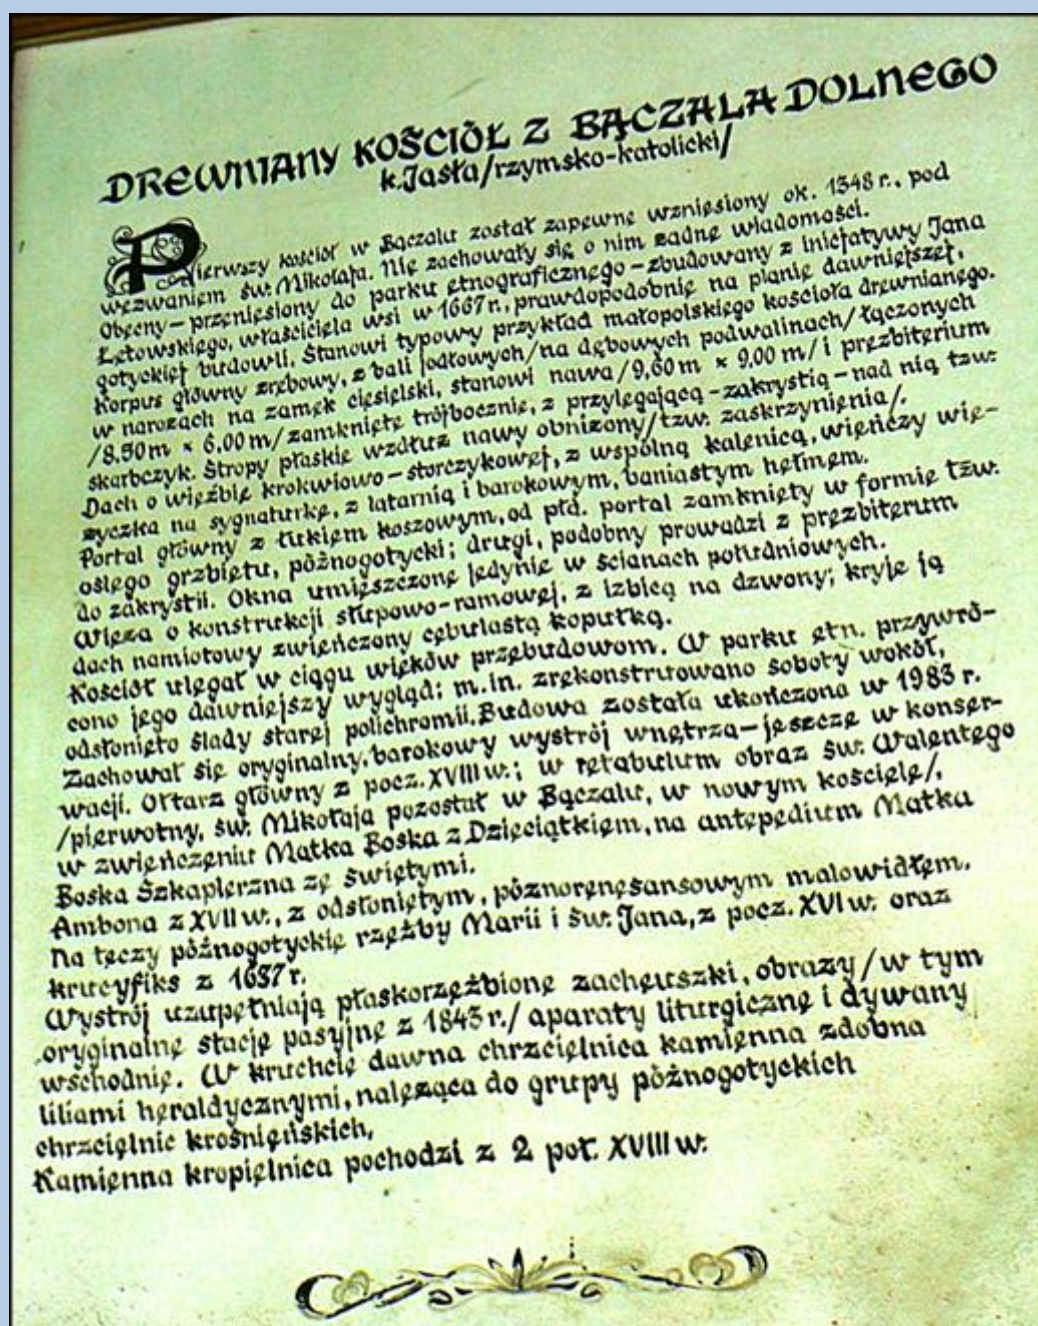 DREWNIANY KOŚCIÓŁ Z BĄCZALA DOLNEGO
k.Jasła/rzymsko-katolicki/
Pierwszy kościół w Bączalu został zapewne wzniesiony ok. 1348 r., pod
wezwaniem św. Mikołaja. Nie zachowały się o nim żadne wiadomości.
Obecny – przeniesiony do parku etnograficznego – zbudowany z inicjatywy Jana
Łętowskiego, właściciela wsi w 1667 r., prawdopodobnie na planie dawniejszej,
gotyckiej budowli. Stanowi typowy przykład małopolskiego kościoła drewnianego.
Korpus główny zrębowy, z bali jodłowych/na dębowych podwalinach/łączonych
w narożach na zamek ciesielski, stanowi nawa/9,60 m × 9,00 m/i prezbiterium
/8,50 m × 6,00 m/zamknięte trójbocznie, z przylegającą – zakrystią – nad nią tzw.
skarbczyk. Stropy płaskie wzdłuż nawy obniżony/tzw. zaskrzynienia/.
Dach o więźbie krokwiowo – storczykowej, z wspólną kalenicą, wieńczy wie-
życzka na sygnaturkę, z latarnią i barokowym, baniastym hełmem.
Portal główny z łukiem koszowym, od płd. portal zamknięty w formie tzw.
oślego grzbietu, późnogotycki; drugi, podobny prowadzi z prezbiterum
do zakrystii. Okna umieszczone jedynie w ścianach południowych.
Wieża o konstrukcji słupowo-ramowej, z izbicą na dzwony; kryje ją
dach namiotowy zwieńczony cebulastą kopułką.
Kościół ulegał w ciągu wieków przebudowom. W parku etn. przywró-
cono jego dawniejszy wygląd; m.in. zrekonstruowano soboty wokół,
odsłonięto ślady starej polichromii. Budowa została ukończona w 1983 r.
Zachował się oryginalny, barokowy wystrój wnętrza – jeszcze w konser-
wacji. Ołtarz główny z pocz. XVIII w.; w retabulum obraz św. Walentego
/pierwotny, św. Mikołaja pozostał w Bączalu, w nowym kościele/,
w zwieńczeniu Matka Boska z Dzieciątkiem, na antepedium Matka
Boska Szkaplerzna ze świętymi.
Ambona z XVII w., z odsłoniętym, póznorenesansowym malowidłem.
Na tęczy późnogotyckie rzeźby Marii i św. Jana, z pocz. XVI w. oraz
krucyfiks z 1637 r.
Wystrój uzupełniają płaskorzeźbione zacheuszki, obrazy /w tym
oryginalne stacje pasyjne z 1843 r./ aparaty liturgiczne i dywany
wschodnie. W kruchcie dawna chrzcielnica kamienna zdobna
liliami heraldycznymi, należąca do grupy późnogotyckich
chrzcielnic krośnieńskich,
Kamienna kropielnica pochodzi z 2 poł. XVIII w.